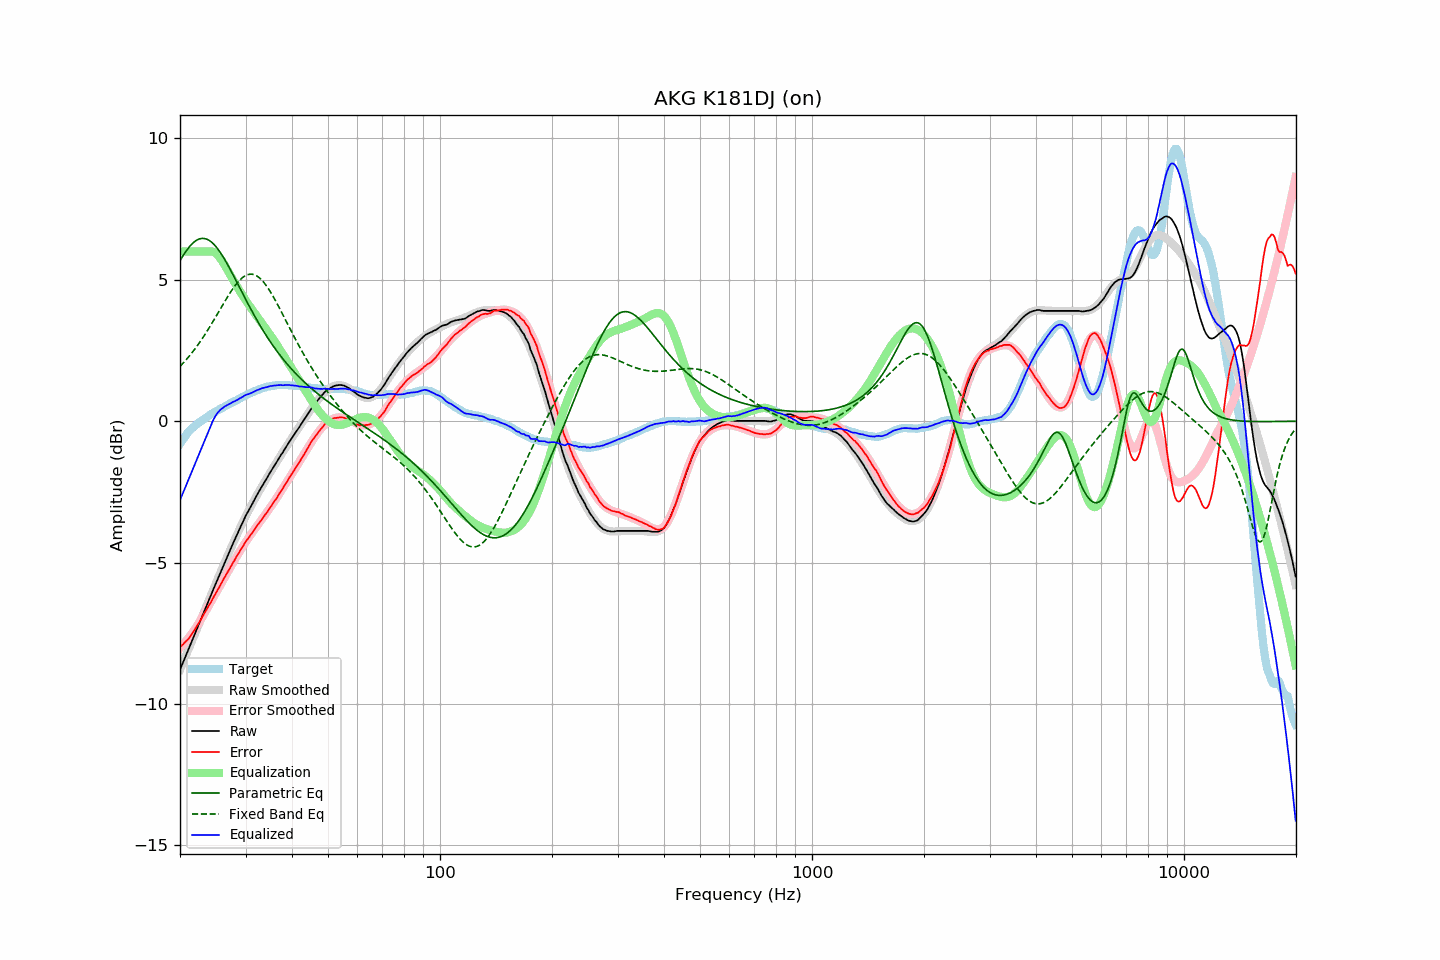 AKG K181DJ (on)
10
5
0
−5
−10
−15
Amplitude (dBr)
Target
Raw Smoothed
Error Smoothed
Raw
Error
Equalization
Parametric Eq
Fixed Band Eq
Equalized
100
1000
10000
Frequency (Hz)